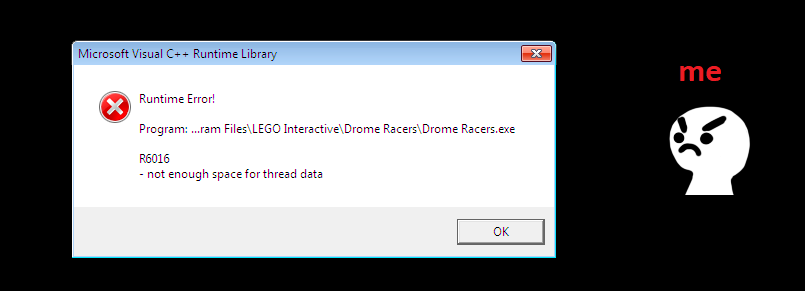 Microsoft Visual C++ Runtime Library
me
Runtime Error!
Program: ...ram Files\LEGO Interactive\Drome Racers\Drome Racers.exe
R6016
- not enough space for thread data
OK